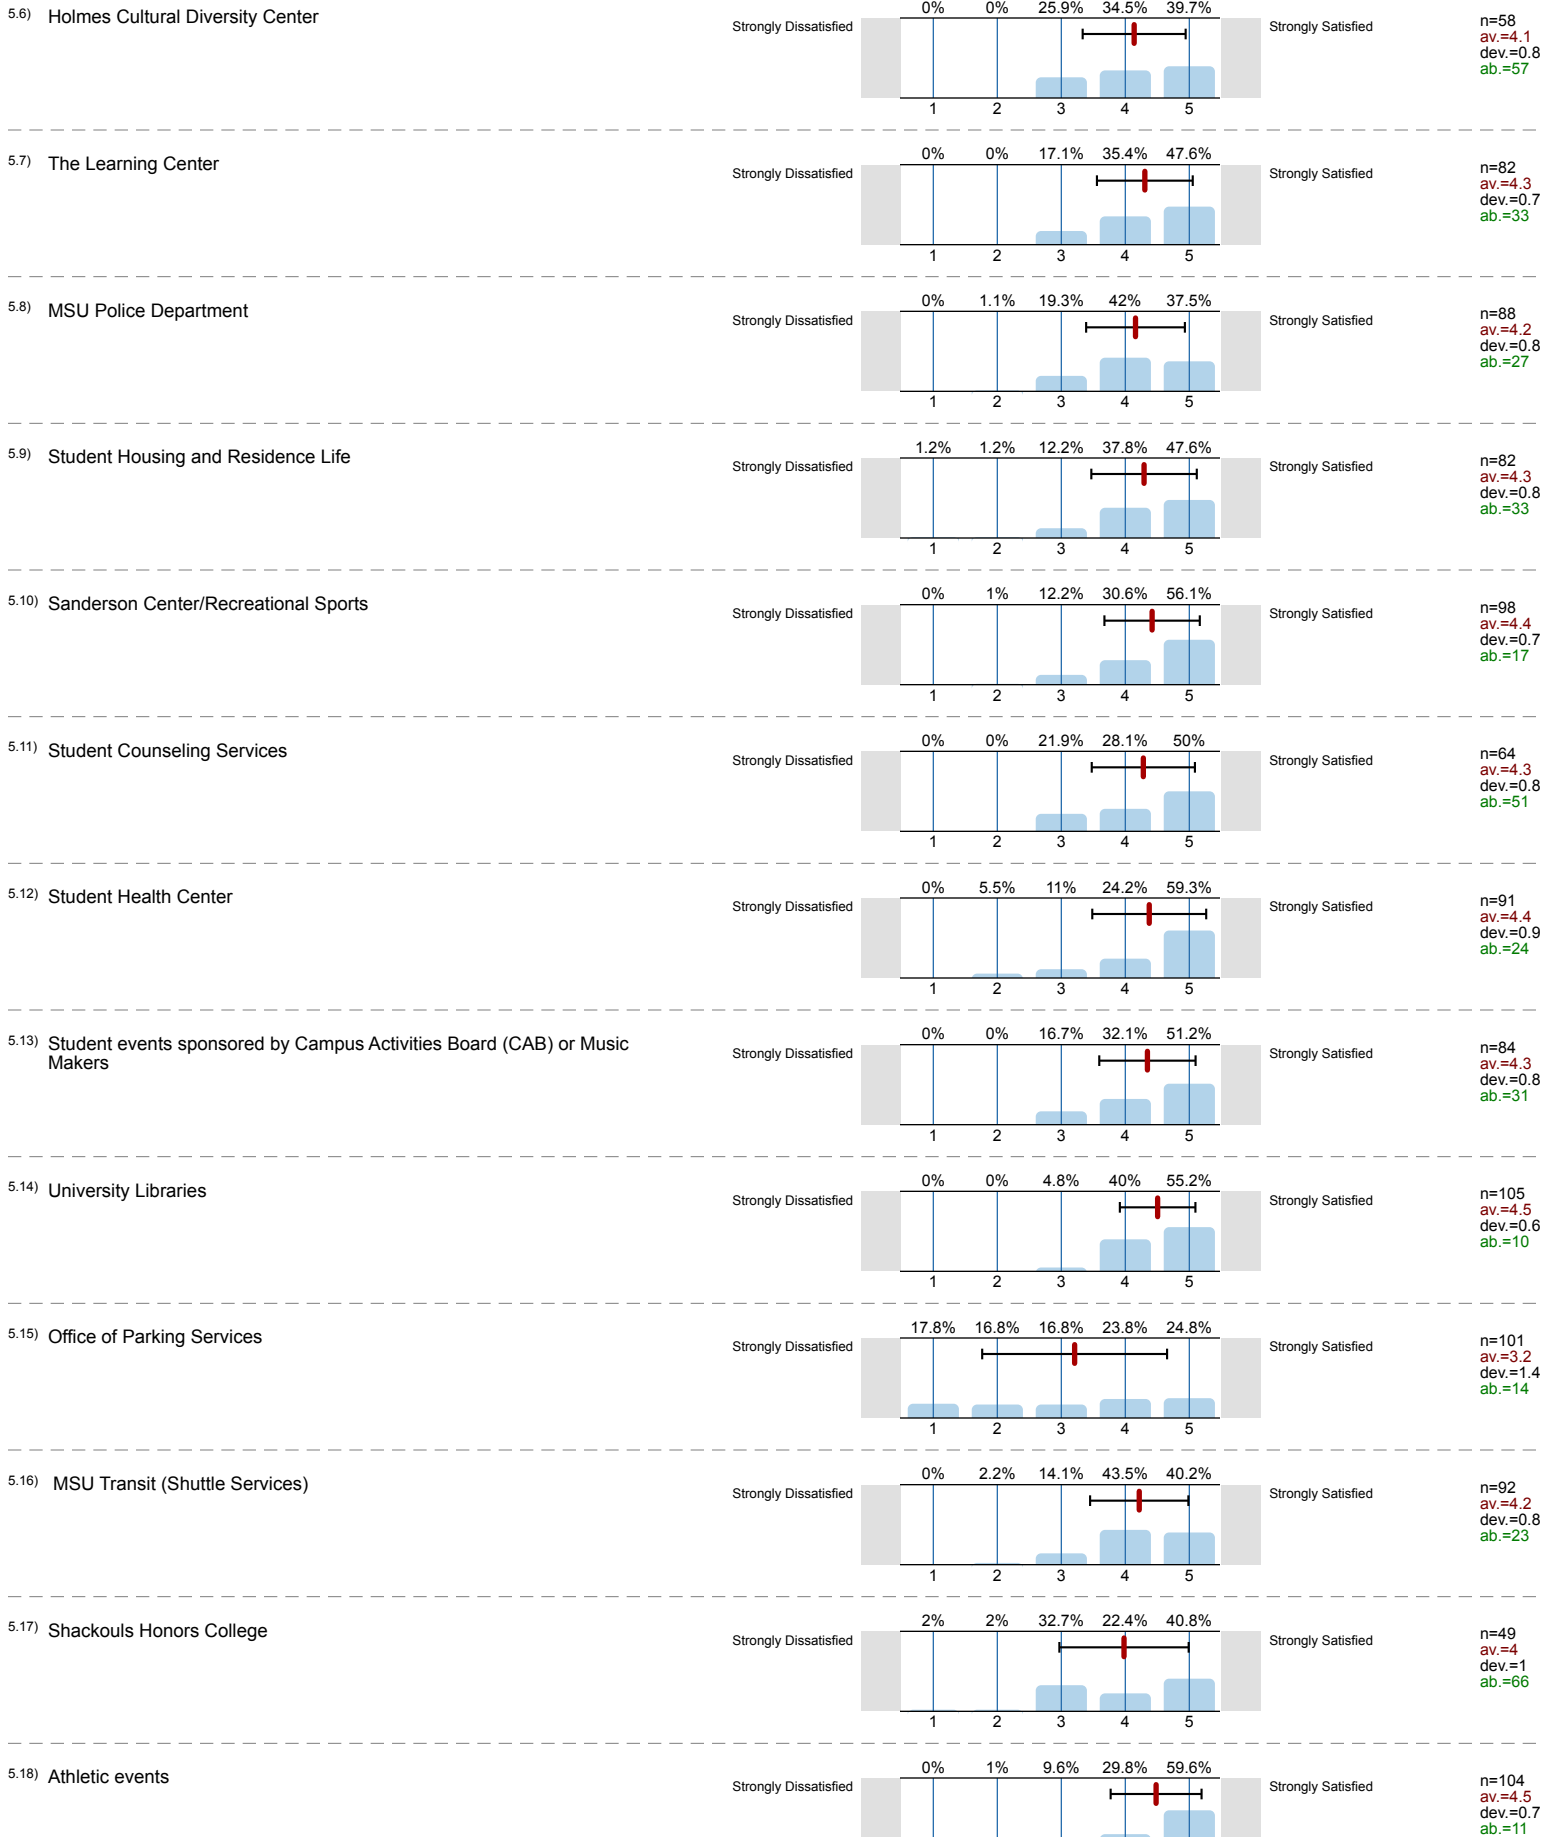 5.6) Holmes Cultural Diversity Center
0% 0% 25.9% 34.5% 39.7%
Strongly Dissatisfied Strongly Satisfied
n=58
av.=4.1
dev.=0.8
ab.=57
1 2 3 4 5
5.7) The Learning Center
0% 0% 17.1% 35.4% 47.6%
Strongly Dissatisfied Strongly Satisfied
n=82
av.=4.3
dev.=0.7
ab.=33
1 2 3 4 5
5.8) MSU Police Department
0% 1.1% 19.3% 42% 37.5%
Strongly Dissatisfied Strongly Satisfied
n=88
av.=4.2
dev.=0.8
ab.=27
1 2 3 4 5
5.9) Student Housing and Residence Life
1.2% 1.2% 12.2% 37.8% 47.6%
Strongly Dissatisfied Strongly Satisfied
n=82
av.=4.3
dev.=0.8
ab.=33
1 2 3 4 5
5.10) Sanderson Center/Recreational Sports
0% 1% 12.2% 30.6% 56.1%
Strongly Dissatisfied Strongly Satisfied
n=98
av.=4.4
dev.=0.7
ab.=17
1 2 3 4 5
5.11) Student Counseling Services
0% 0% 21.9% 28.1% 50%
Strongly Dissatisfied Strongly Satisfied
n=64
av.=4.3
dev.=0.8
ab.=51
1 2 3 4 5
5.12) Student Health Center
0% 5.5% 11% 24.2% 59.3%
Strongly Dissatisfied Strongly Satisfied
n=91
av.=4.4
dev.=0.9
ab.=24
1 2 3 4 5
5.13) Student events sponsored by Campus Activities Board (CAB) or Music
Makers
0% 0% 16.7% 32.1% 51.2%
Strongly Dissatisfied Strongly Satisfied
n=84
av.=4.3
dev.=0.8
ab.=31
1 2 3 4 5
5.14) University Libraries
0% 0% 4.8% 40% 55.2%
Strongly Dissatisfied Strongly Satisfied
n=105
av.=4.5
dev.=0.6
ab.=10
1 2 3 4 5
5.15) Office of Parking Services
17.8% 16.8% 16.8% 23.8% 24.8%
Strongly Dissatisfied Strongly Satisfied
n=101
av.=3.2
dev.=1.4
ab.=14
1 2 3 4 5
5.16) MSU Transit (Shuttle Services)
0% 2.2% 14.1% 43.5% 40.2%
Strongly Dissatisfied Strongly Satisfied
n=92
av.=4.2
dev.=0.8
ab.=23
1 2 3 4 5
5.17) Shackouls Honors College
2% 2% 32.7% 22.4% 40.8%
Strongly Dissatisfied Strongly Satisfied
n=49
av.=4
dev.=1
ab.=66
1 2 3 4 5
5.18) Athletic events
0% 1% 9.6% 29.8% 59.6%
Strongly Dissatisfied Strongly Satisfied
n=104
av.=4.5
dev.=0.7
ab.=11